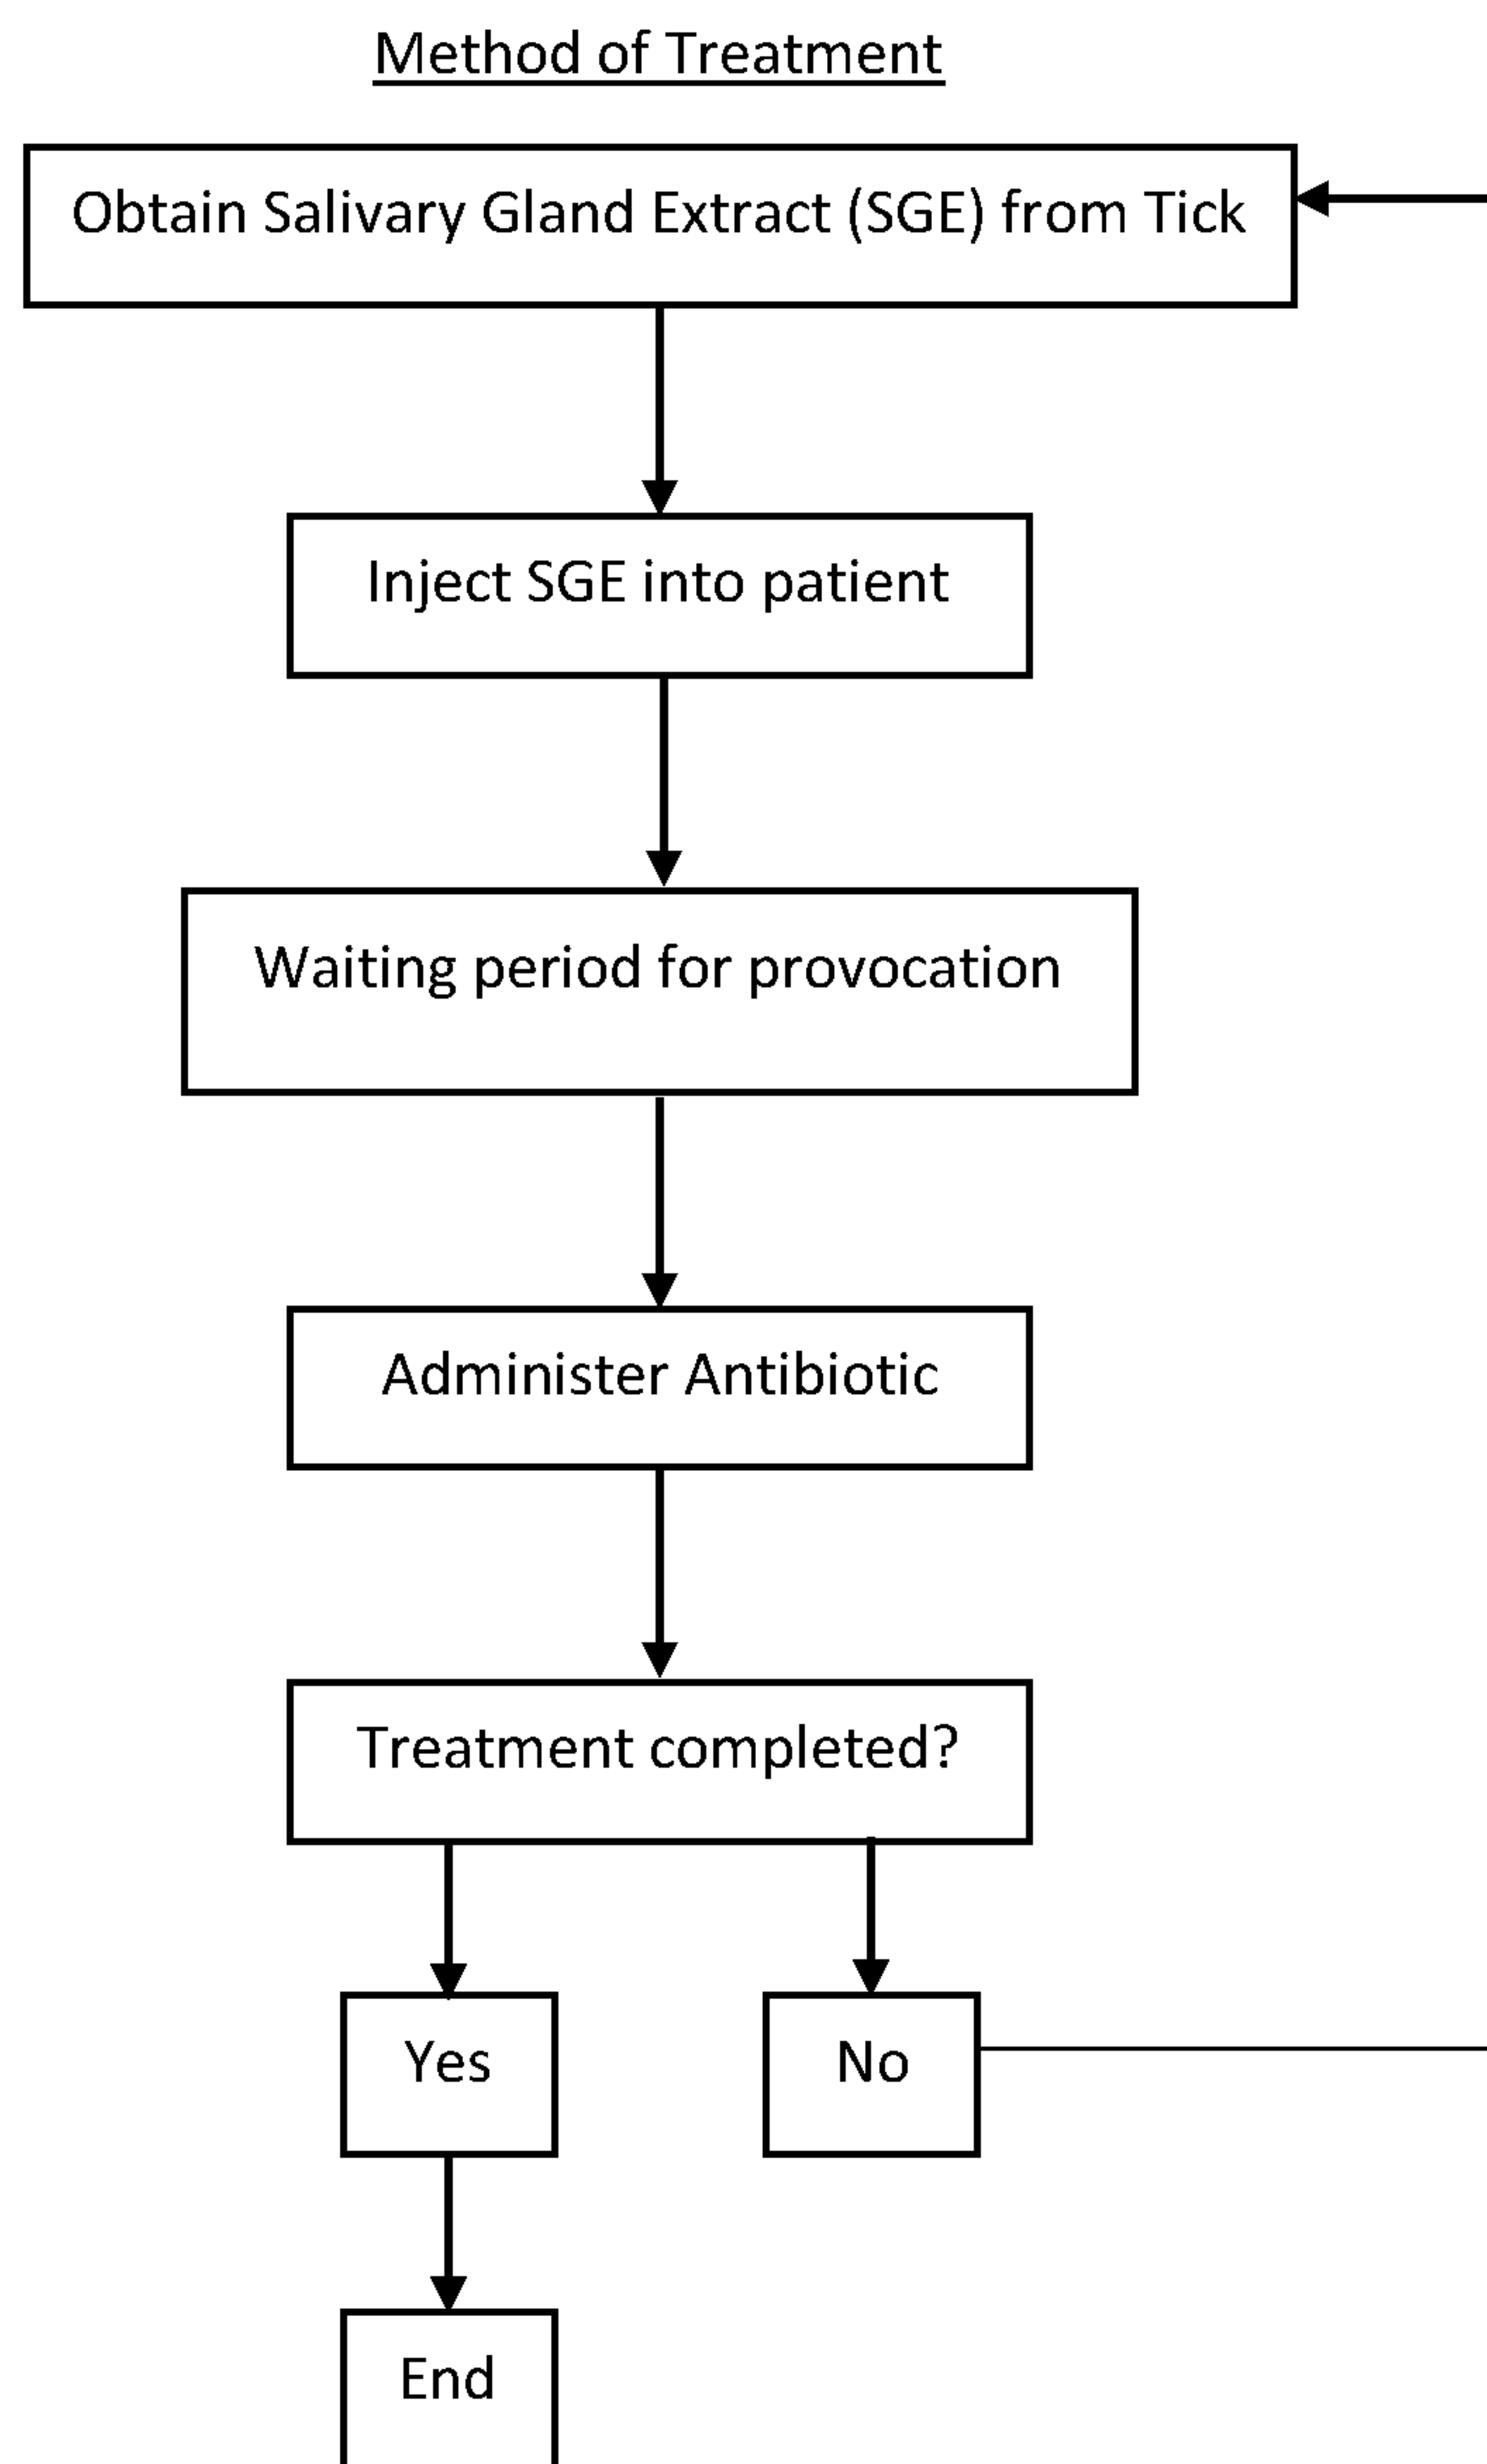 Method of Treatment
Obtain Salivary Gland Extract (SGE) from Tick
Inject SGE into patient
Waiting period for provocation
Administer Antibiotic
Treatment completed?
Yes
No
End